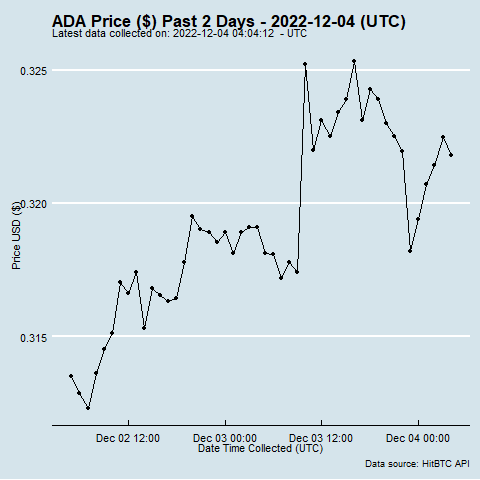 ADA Price ($) Past 2 Days - 2022-12-04 (UTC)
Latest data collected on: 2022-12-04 04:04:12 - UTC
0.325
0.320
0.315
Price USD ($)
Dec 02 12:00 Dec 03 00:00 Dec 03 12:00 Dec 04 00:00
Date Time Collected (UTC)
Data source: HitBTC API